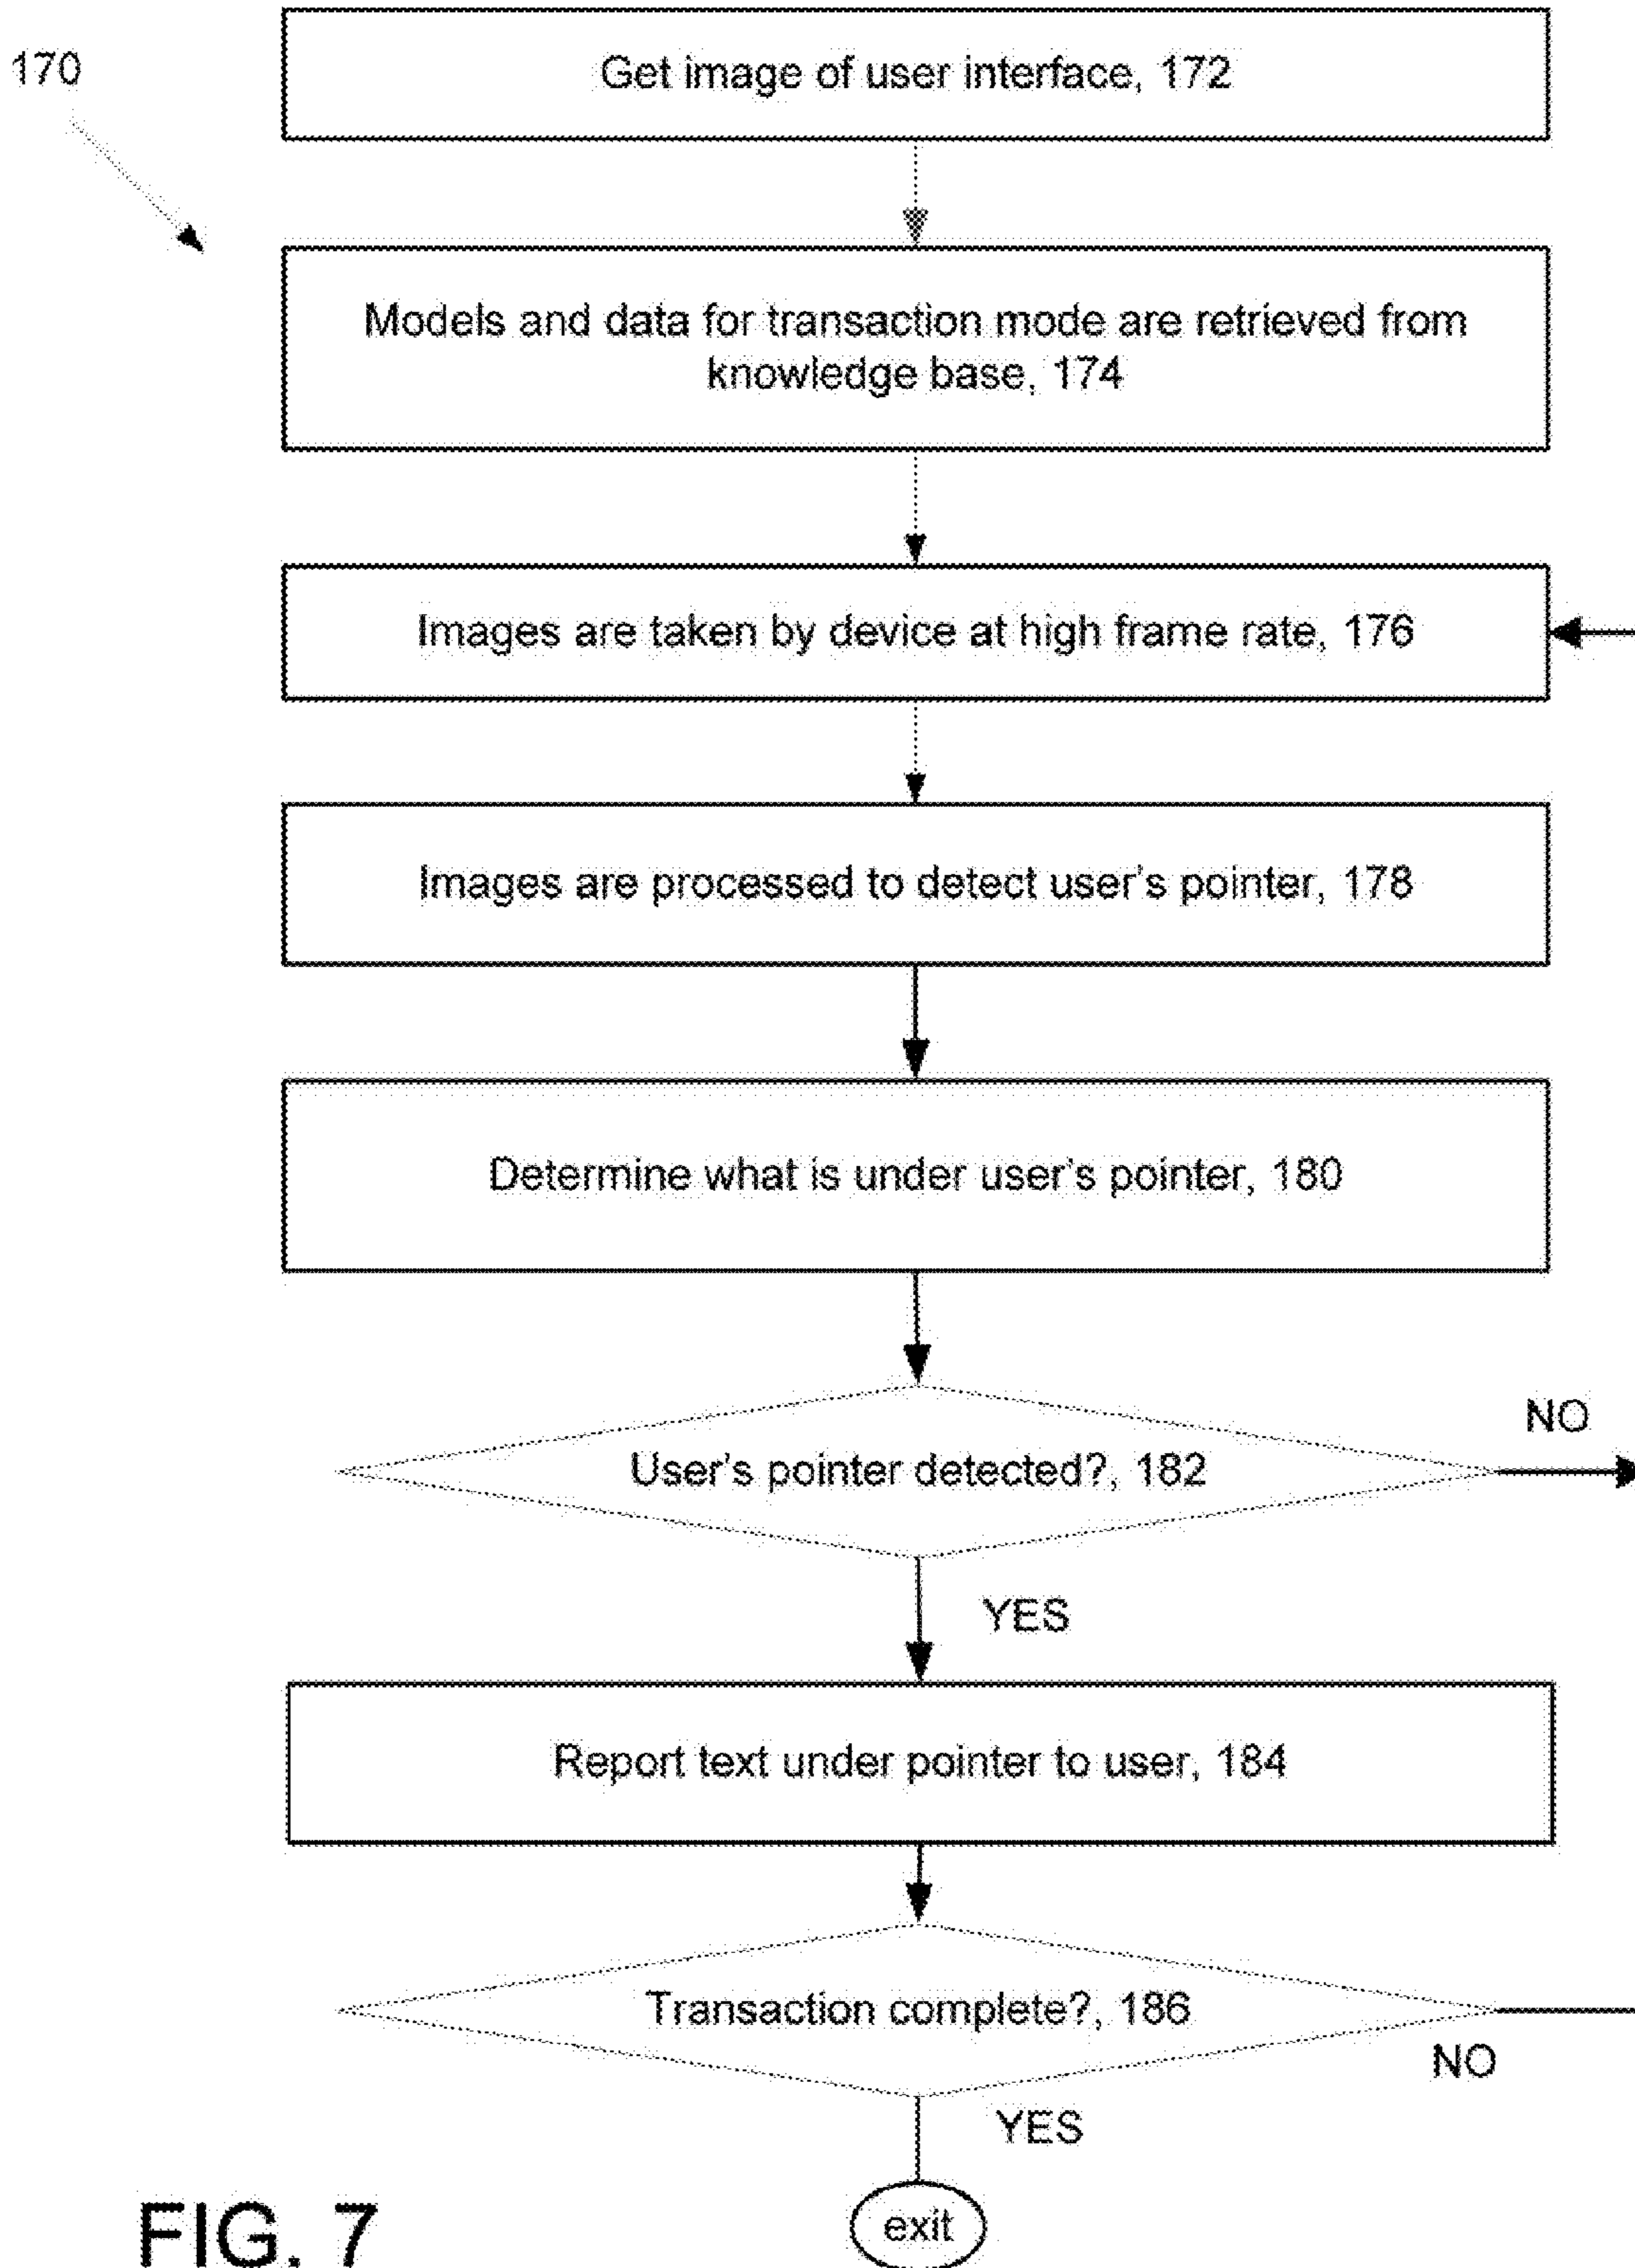 170
Get image of user interface, 172
Models and data for transaction mode are retrieved from
knowledge base, 174
Images are taken by device at high frame rate, 176
Images are processed to detect user's pointer, 178
Determine what is under user's pointer, 180
NO
User's pointer detected?, 182
YES
Report text under pointer to user, 184
Transaction complete?, 186
NO
YES
exit
FIG. 7